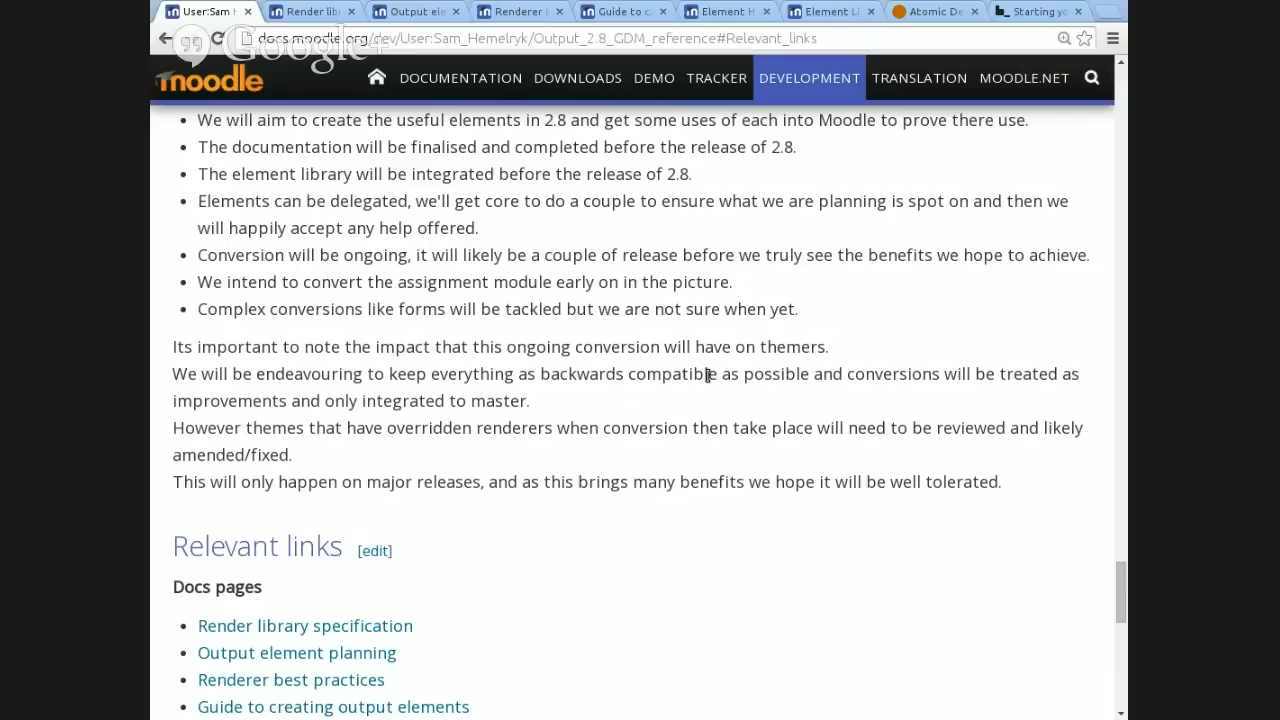 User:Sam H
Render lib
Output ele
Renderer
Guide to c
Element H
Element Li
Atomic De
Starting yo
Google+
docs.moodle.org/dev/User:Sam_Hemelryk/Output_2.8_GDM_reference#Relevant_links
moodle
DOCUMENTATION DOWNLOADS DEMO TRACKER DEVELOPMENT TRANSLATION MOODLE.NET
• We will aim to create the useful elements in 2.8 and get some uses of each into Moodle to prove there use.
• The documentation will be finalised and completed before the release of 2.8.
• The element library will be integrated before the release of 2.8.
• Elements can be delegated, we'll get core to do a couple to ensure what we are planning is spot on and then we
will happily accept any help offered.
• Conversion will be ongoing, it will likely be a couple of release before we truly see the benefits we hope to achieve.
• We intend to convert the assignment module early on in the picture.
• Complex conversions like forms will be tackled but we are not sure when yet.
Its important to note the impact that this ongoing conversion will have on themers.
We will be endeavouring to keep everything as backwards compatible as possible and conversions will be treated as
improvements and only integrated to master.
However themes that have overridden renderers when conversion then take place will need to be reviewed and likely
amended/fixed.
This will only happen on major releases, and as this brings many benefits we hope it will be well tolerated.
Relevant links [edit]
Docs pages
• Render library specification
• Output element planning
• Renderer best practices
• Guide to creating output elements